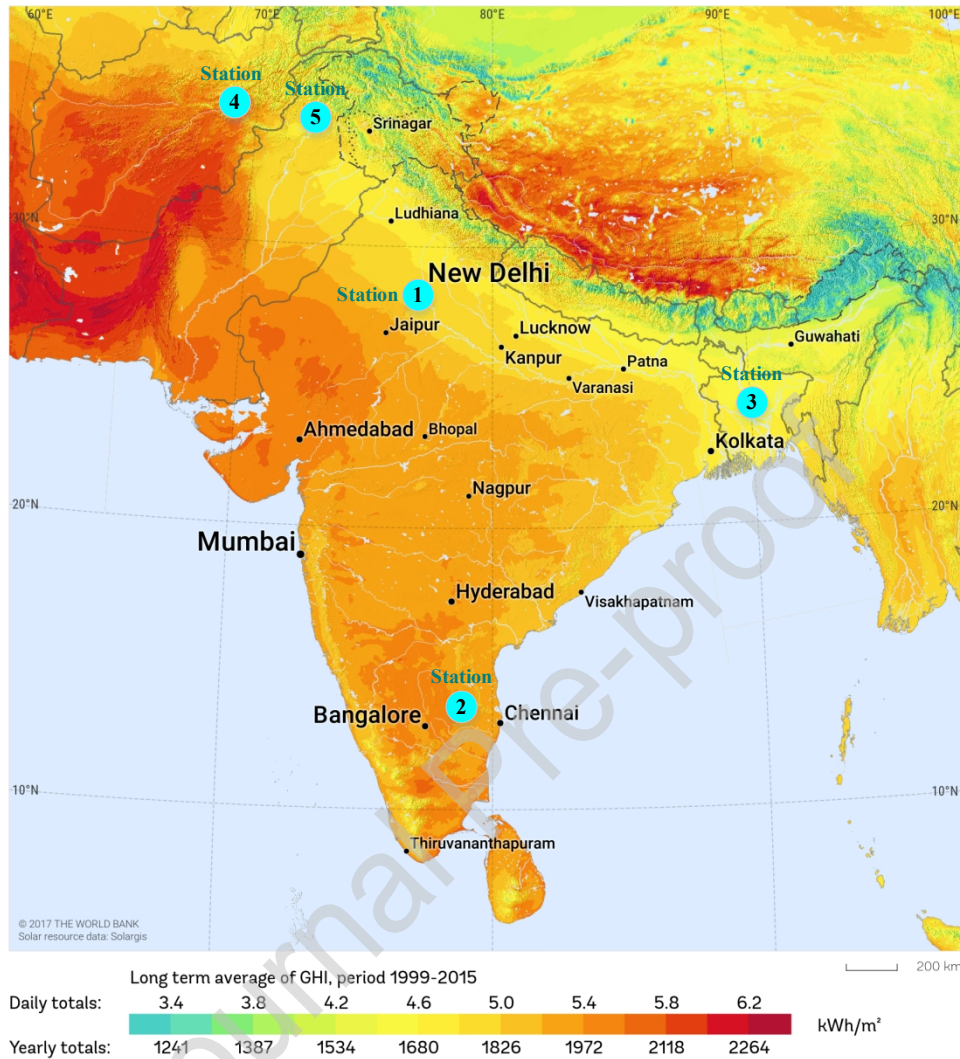 60°E 70°E 80°E 90°E 100°E
Station
4
Station
5
Srinagar
30°N 30°N
Ludhiana
New Delhi
Station 1
Jaipur
Lucknow
Kanpur
Guwahati
Patna
Varanasi
Station
3
Ahmedabad
Bhopal
Kolkata
Nagpur
20°N 20°N
Mumbai
Hyderabad
Visakhapatnam
Station
2
Bangalore
Chennai
10°N 10°N
Thiruvananthapuram
© 2017 THE WORLD BANK
Solar resource data: Solargis
Journal Pre-proof
200 km
Long term average of GHI, period 1999-2015
Daily totals: 3.4 3.8 4.2 4.6 5.0 5.4 5.8 6.2
kWh/m²
Yearly totals: 1241 1387 1534 1680 1826 1972 2118 2264